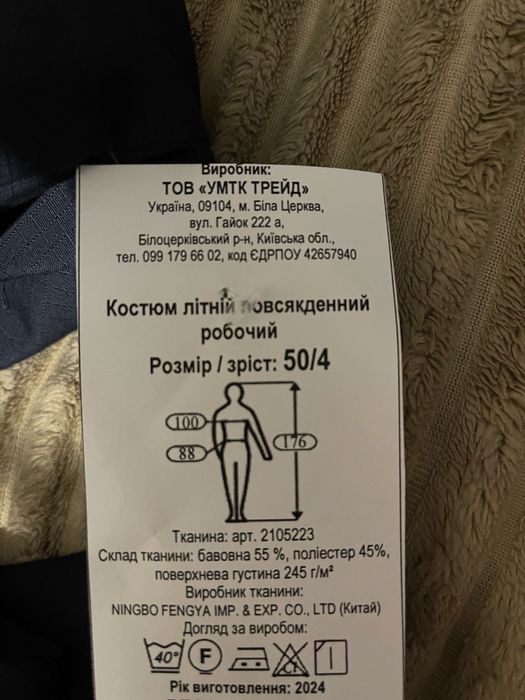 Виробник:
ТОВ «УМТК ТРЕЙД»
Україна, 09104, м. Біла Церква,
вул. Гайок 222 а,
Білоцерківський р-н, Київська обл.,
тел. 099 179 66 02, код ЄДРПОУ 42657940
Костюм літній повсякденний
робочий
Розмір / зріст: 50/4
100
176
88
Тканина: арт. 2105223
Склад тканини: бавовна 55 %, поліестер 45%,
поверхнева густина 245 г/м²
Виробник тканини:
NINGBO FENGYA IMP. & EXP. CO., LTD (Китай)
Догляд за виробом:
40° F Cl
Рік виготовлення: 2024